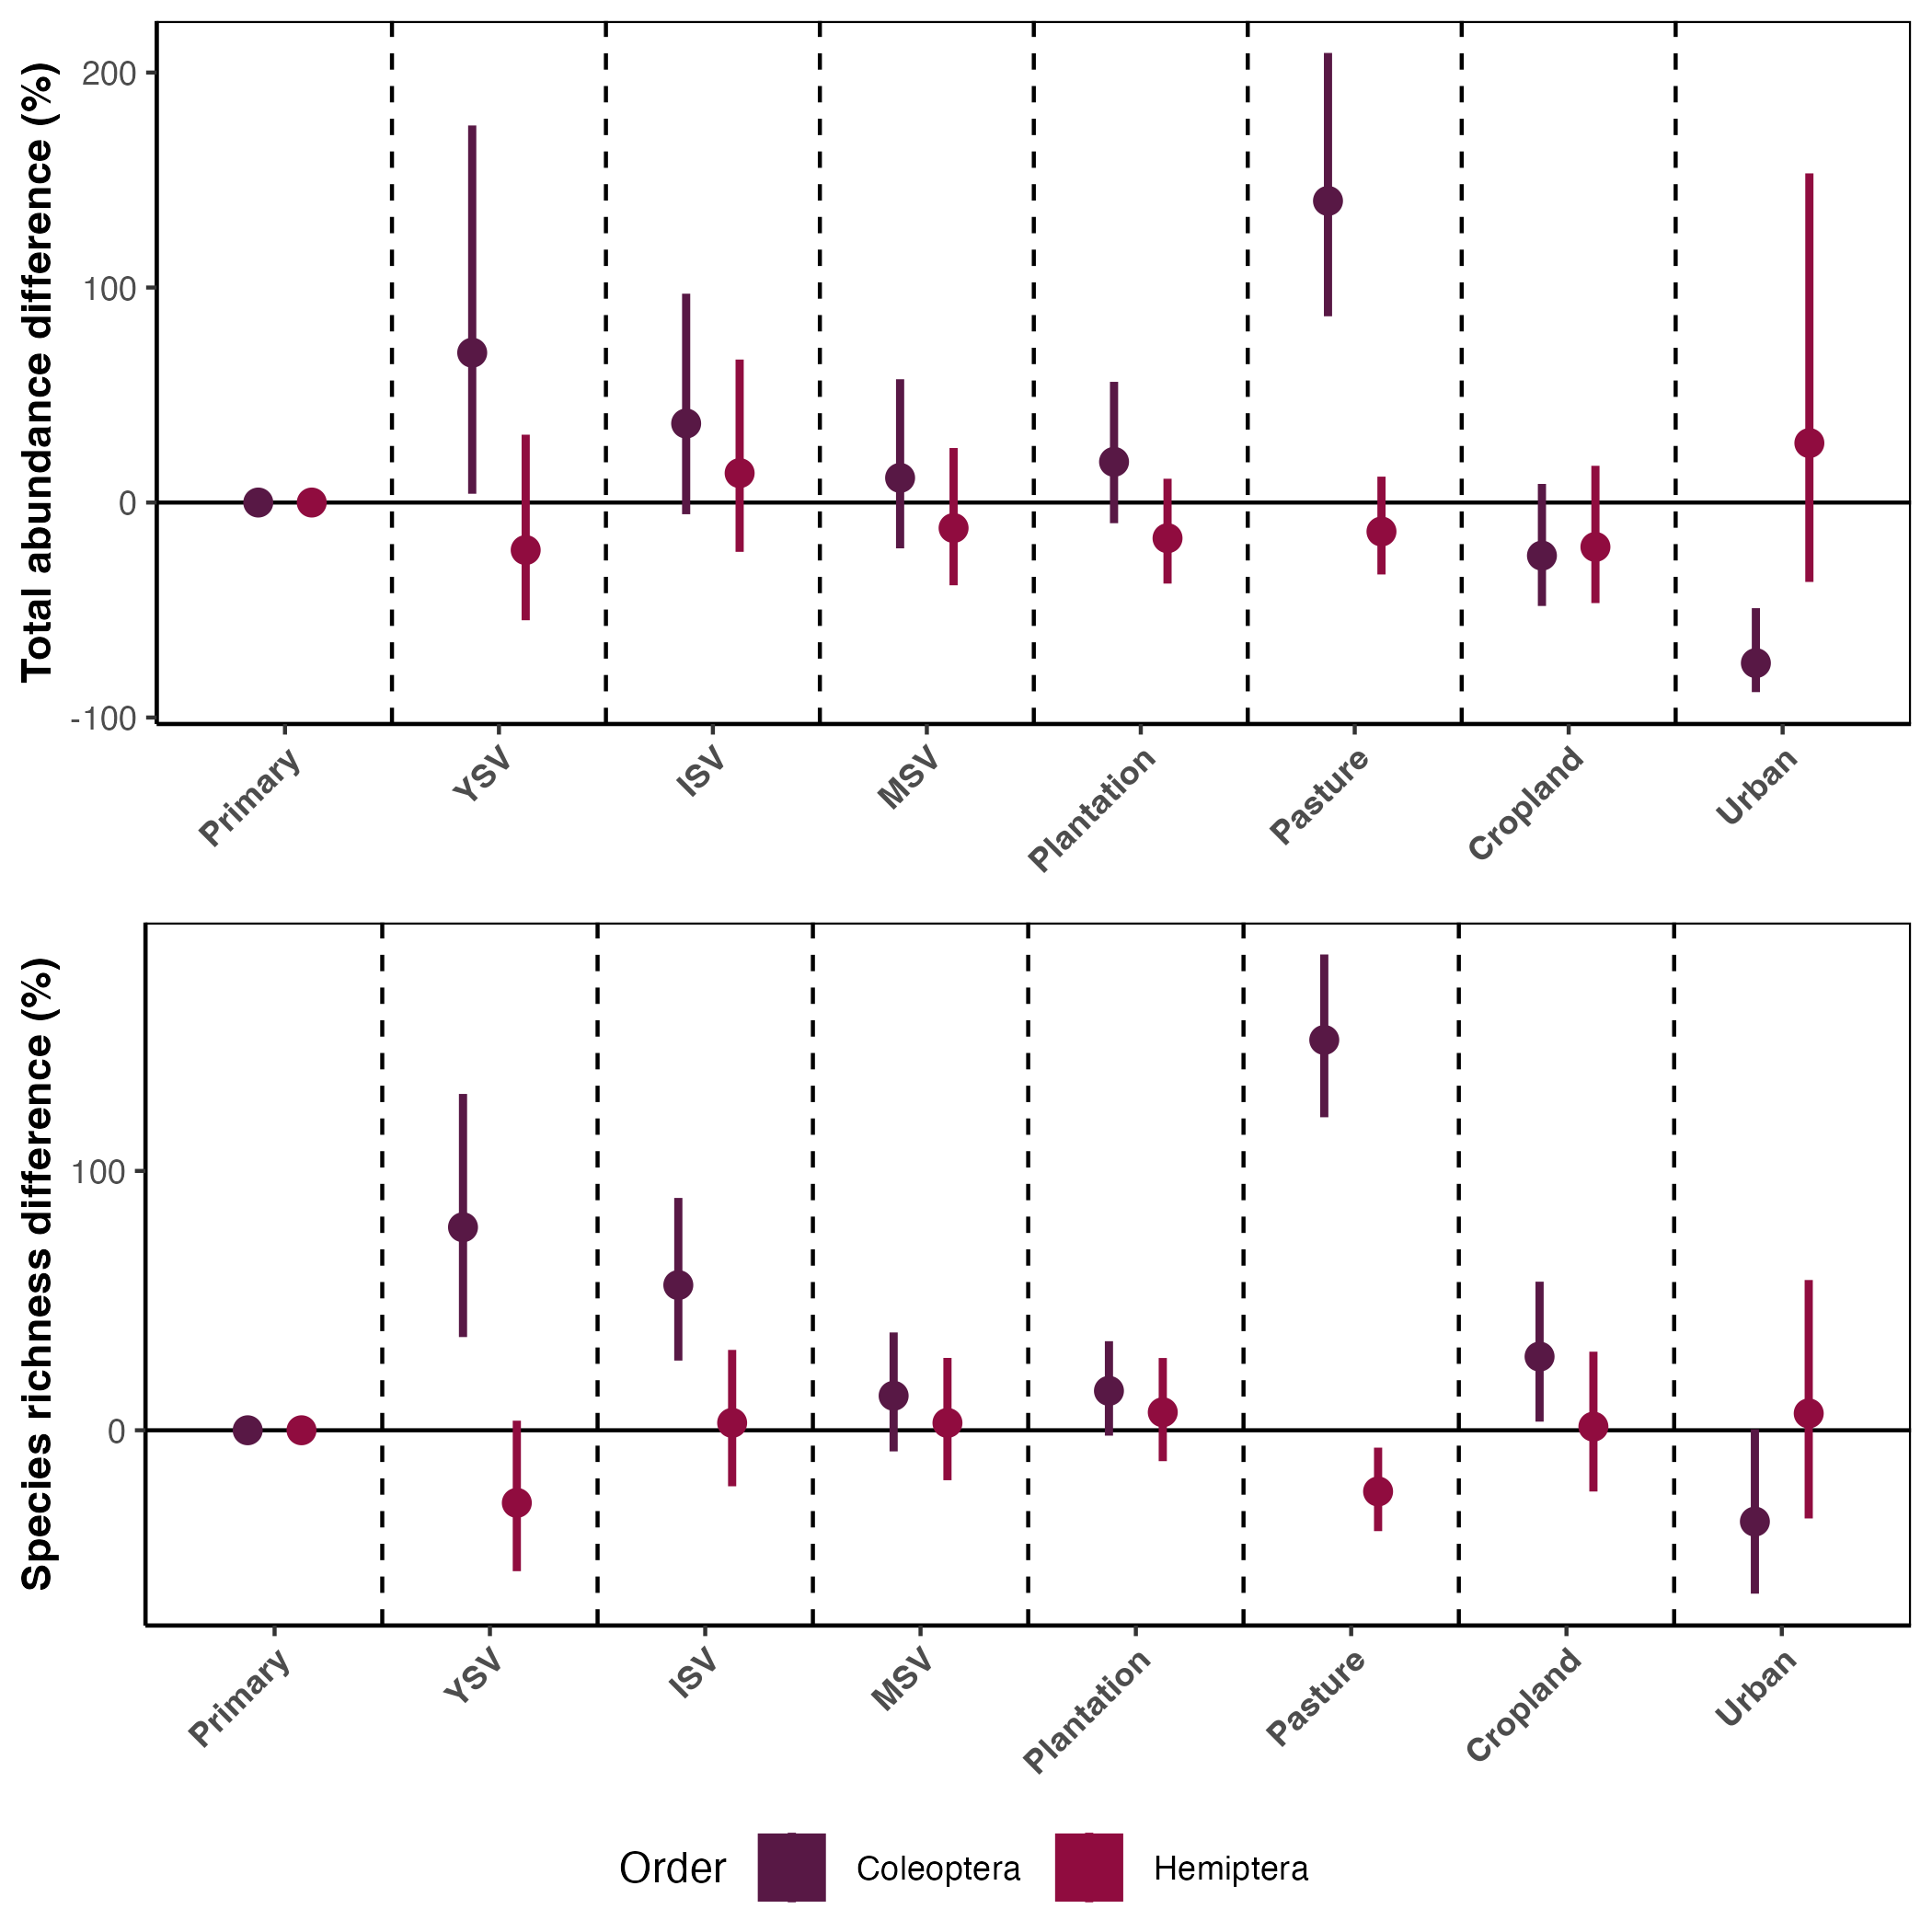 Total abundance difference (%)
200
100
0
-100
Primary
YSV
ISV
MSV
Plantation
Pasture
Cropland
Urban
Species richness difference (%)
100
0
Primary
YSV
ISV
MSV
Plantation
Pasture
Cropland
Urban
Order Coleoptera Hemiptera